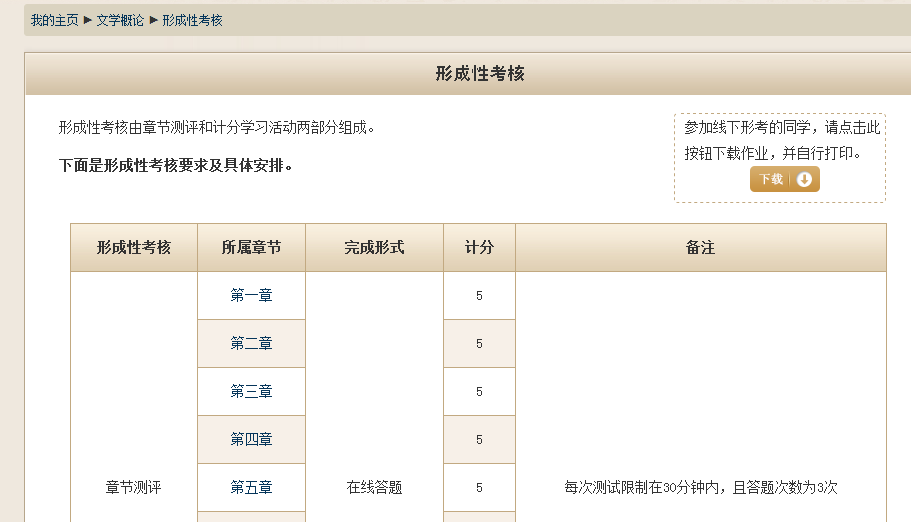 我的主页 ▶ 文学概论 ▶ 形成性考核
形成性考核
形成性考核由章节测评和计分学习活动两部分组成。
下面是形成性考核要求及具体安排。
参加线下形考的同学，请点击此
按钮下载作业，并自行打印。
下载
形成性考核 所属章节 完成形式 计分 备注
第一章 5
第二章 5
第三章 5
第四章 5
章节测评 第五章 在线答题 5 每次测试限制在30分钟内，且答题次数为3次